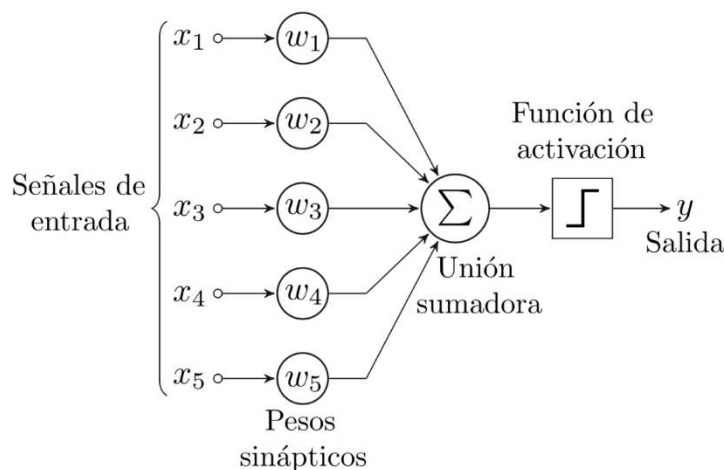 Señales de
entrada
x1
w1
x2
w2
x3
w3
x4
w4
x5
w5
Pesos
sinápticos
∑
Unión
sumadora
Función de
activación
y
Salida